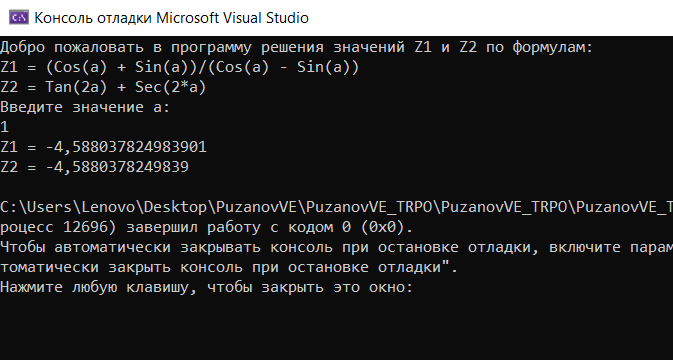 Консоль отладки Microsoft Visual Studio
Добро пожаловать в программу решения значений Z1 и Z2 по формулам:
Z1 = (Cos(a) + Sin(a))/(Cos(a) - Sin(a))
Z2 = Tan(2a) + Sec(2*a)
Введите значение a:
1
Z1 = -4,588037824983901
Z2 = -4,5880378249839
C:\Users\Lenovo\Desktop\PuzanovVE\PuzanovVE_TRPO\PuzanovVE_TRPO\PuzanovVE_T
роцесс 12696) завершил работу с кодом 0 (0x0).
Чтобы автоматически закрывать консоль при остановке отладки, включите парам
томатически закрыть консоль при остановке отладки".
Нажмите любую клавишу, чтобы закрыть это окно: